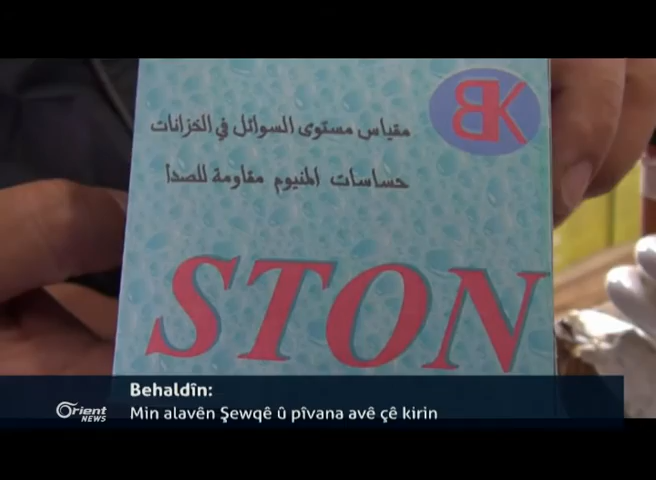 BK
مقياس مستوى السوائل في الخزانات
حساسات المنيوم مقاومة للصدأ
STON
Behaldîn:
Orient NEWS
Min alavên Şewqê û pîvana avê çê kirin